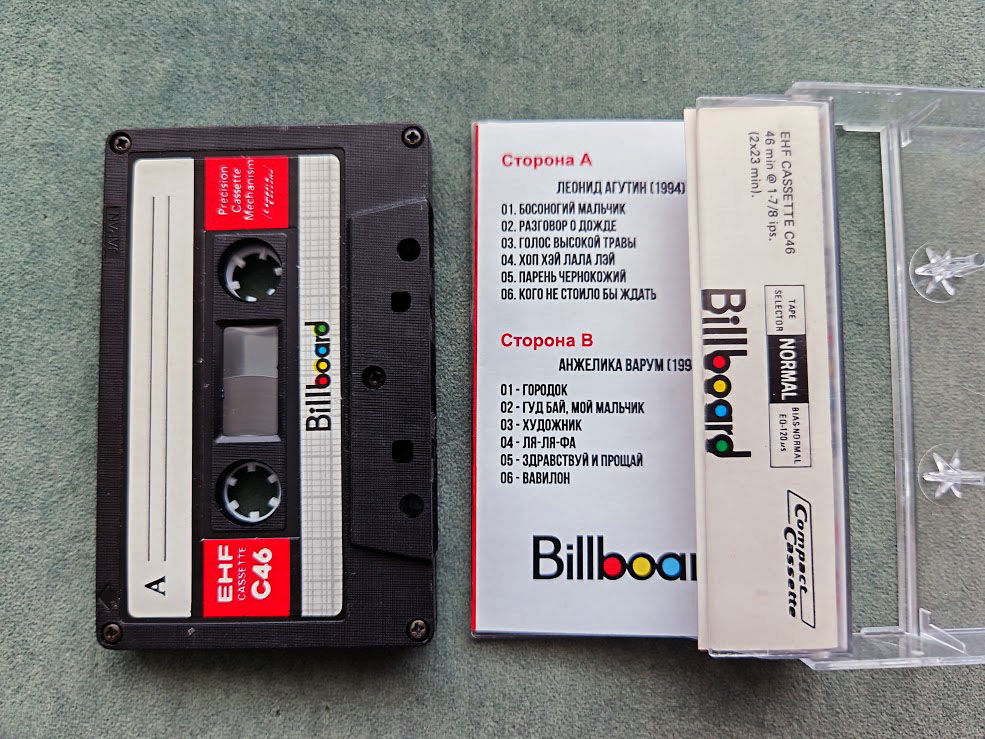 Precision
Cassette
Mechanism
Billboard
A
EHF
CASSETTE
C46
Сторона А
ЛЕОНИД АГУТИН (1994)
01. БОСОНОГИЙ МАЛЬЧИК
02. РАЗГОВОР О ДОЖДЕ
03. ГОЛОС ВЫСОКОЙ ТРАВЫ
04. ХОП ХЭЙ ЛАЛА ЛЭЙ
05. ПАРЕНЬ ЧЕРНОКОЖИЙ
06. КОГО НЕ СТОИЛО БЫ ЖДАТЬ
Сторона В
АНЖЕЛИКА ВАРУМ (199
01 - ГОРОДОК
02 - ГУД БАЙ, МОЙ МАЛЬЧИК
03 - ХУДОЖНИК
04 - ЛЯ-ЛЯ-ФА
05 - ЗДРАВСТВУЙ И ПРОЩАЙ
06 - ВАВИЛОН
Billboar
EHF CASSETTE C46
46 min @ 1-7/8 ips.
(2x23 min).
TAPE
SELECTOR
NORMAL
BIAS-NORMAL
EQ-120µs
Billboard
Compact
Cassette